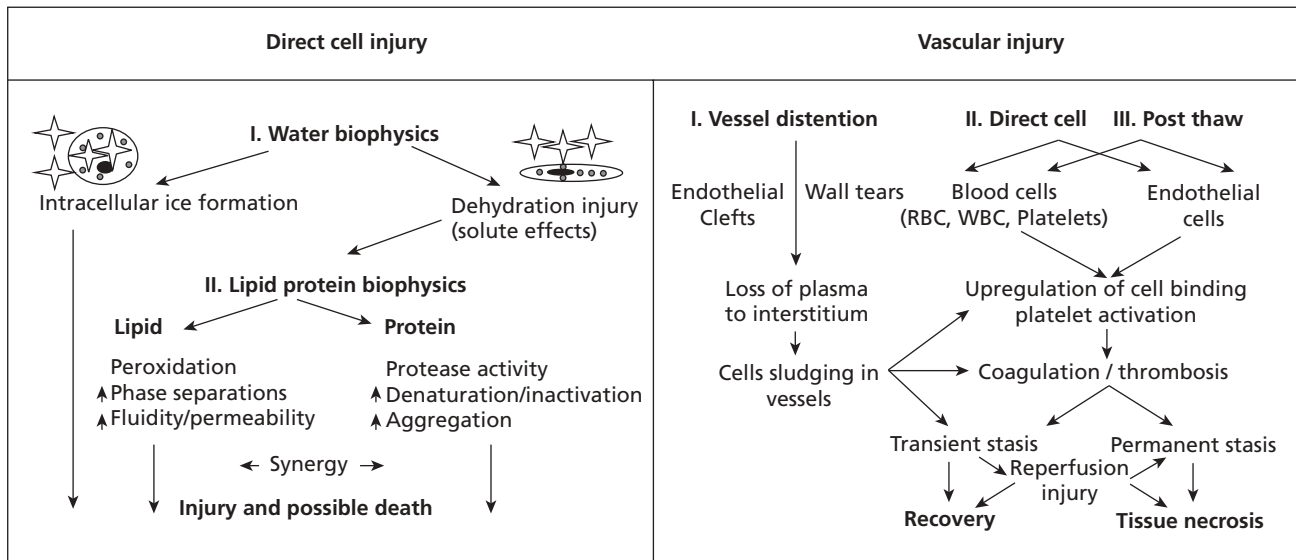 Direct cell injury
Vascular injury
I. Water biophysics
Intracellular ice formation
Dehydration injury
(solute effects)
II. Lipid protein biophysics
Lipid
Protein
Peroxidation
Phase separations
Fluidity/permeability
Protease activity
Denaturation/inactivation
Aggregation
Synergy
Injury and possible death
I. Vessel distention
II. Direct cell
III. Post thaw
Endothelial
Clefts
Wall tears
Blood cells
(RBC, WBC, Platelets)
Endothelial
cells
Loss of plasma
to interstitium
Upregulation of cell binding
platelet activation
Cells sludging in
vessels
Coagulation / thrombosis
Transient stasis
Permanent stasis
Reperfusion
injury
Recovery
Tissue necrosis